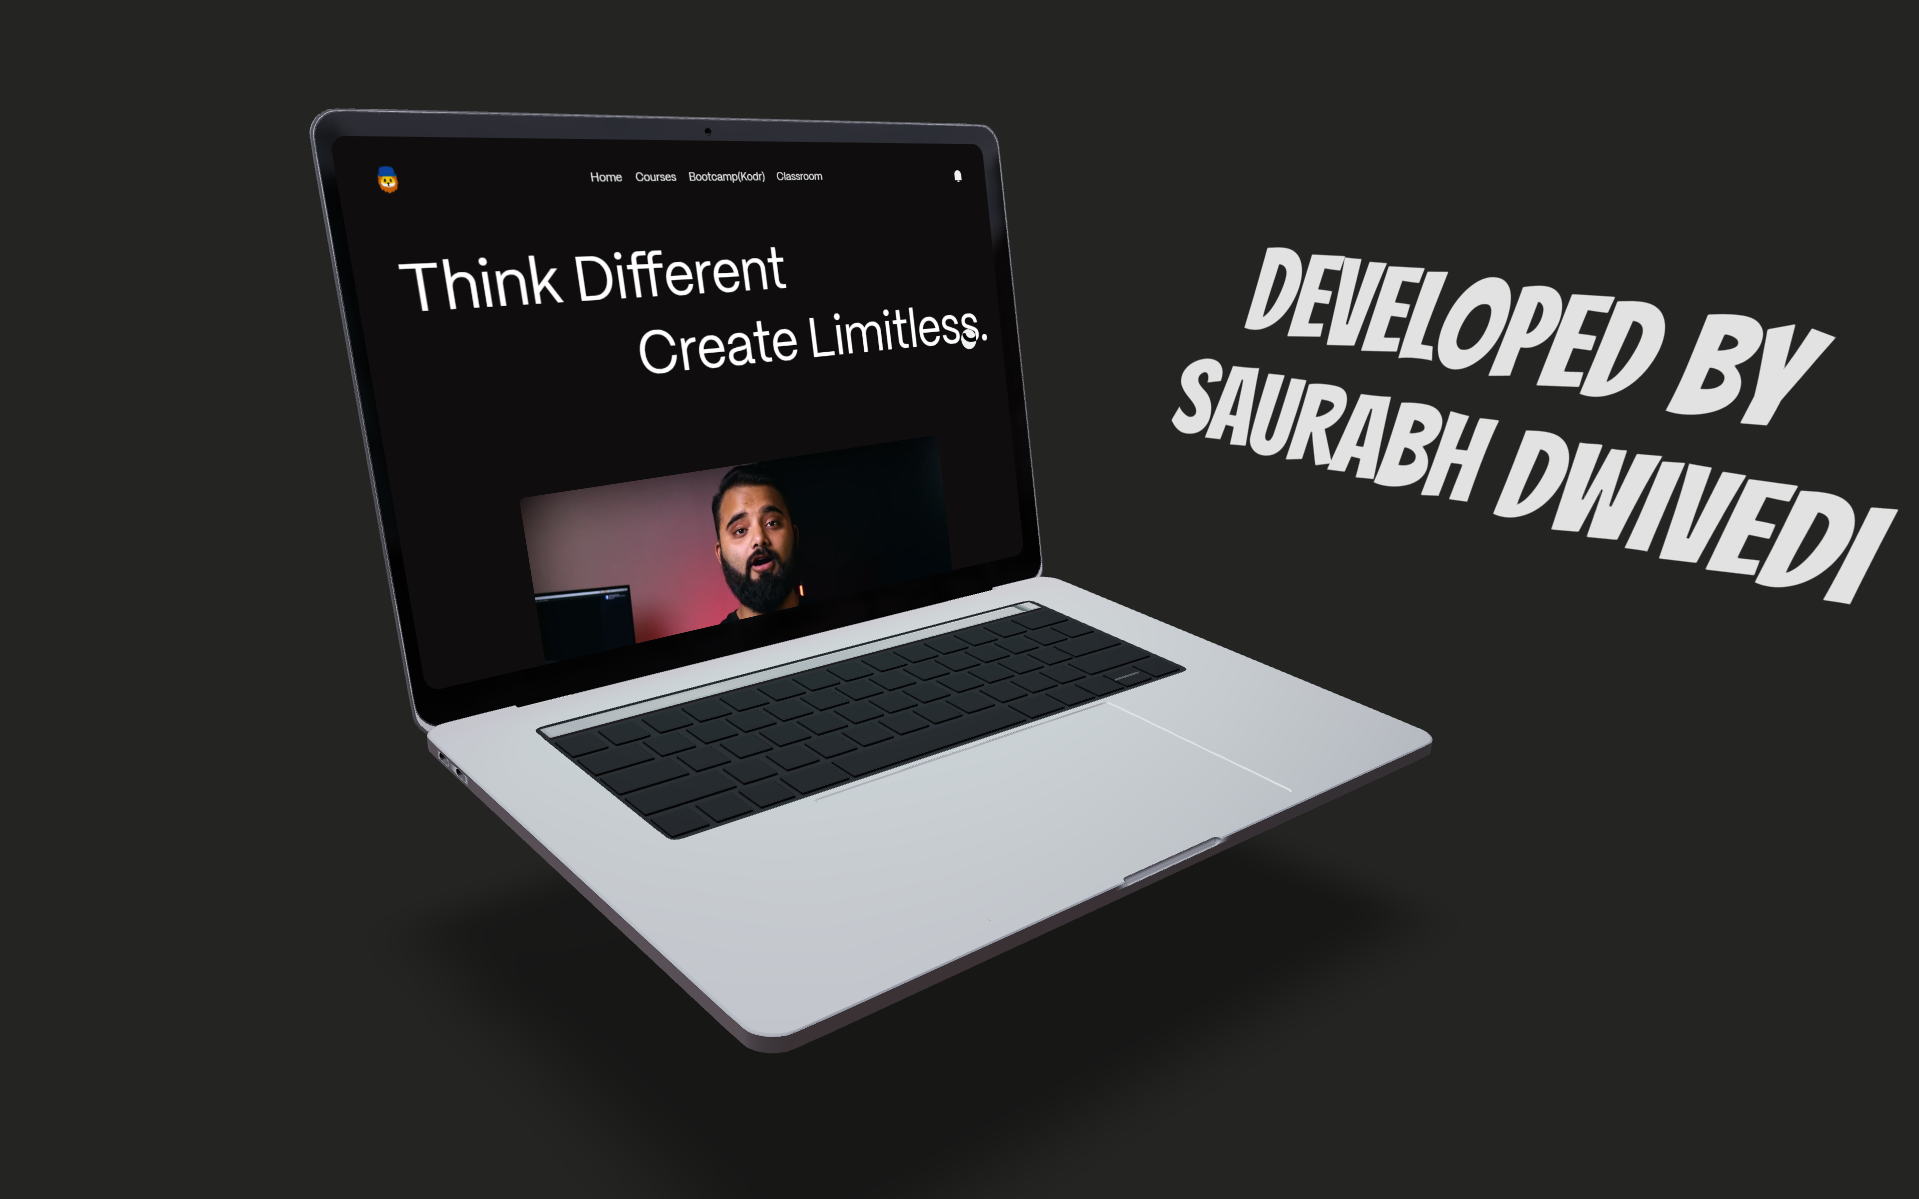 Home Courses Bootcamp(Kodr) Classroom
Think Different
Create Limitless.
DEVELOPED BY
SAURABH DWIVEDI